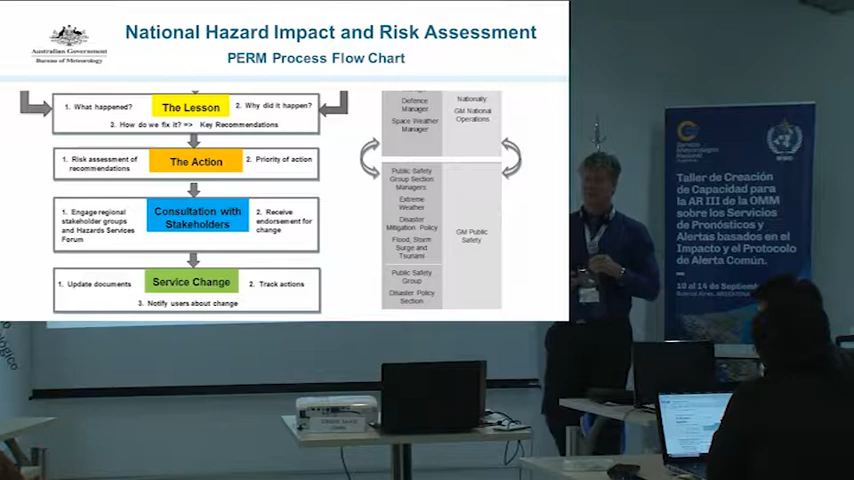 National Hazard Impact and Risk Assessment
PERM Process Flow Chart
Australian Government
Bureau of Meteorology
1. What happened?
The Lesson
2. Why did it happen?
3. How do we fix it? => Key Recommendations
1. Risk assessment of
recommendations
The Action
2. Priority of action
1. Engage regional
stakeholder groups
and Hazards Services
Forum
Consultation with
Stakeholders
2. Receive
endorsement for
change
Service Change
1. Update documents
2. Track actions
3. Notify users about change
Defence
Manager
Space Weather
Manager
Nationally:
GM National
Operations
Public Safety
Group Section
Managers:
Extreme
Weather
Disaster
Mitigation Policy
Flood, Storm
Surge and
Tsunami
Public Safety
Group
Disaster Policy
Section
GM Public
Safety
Servicio
Meteorológico
Nacional
Argentina
Taller de Creación
de Capacidad para
la AR III de la OMM
sobre los Servicios
de Pronósticos y
Alertas basados en el
Impacto y el Protocolo
de Alerta Común.
10 al 14 de Septiembre
Buenos Aires, ARGENTINA